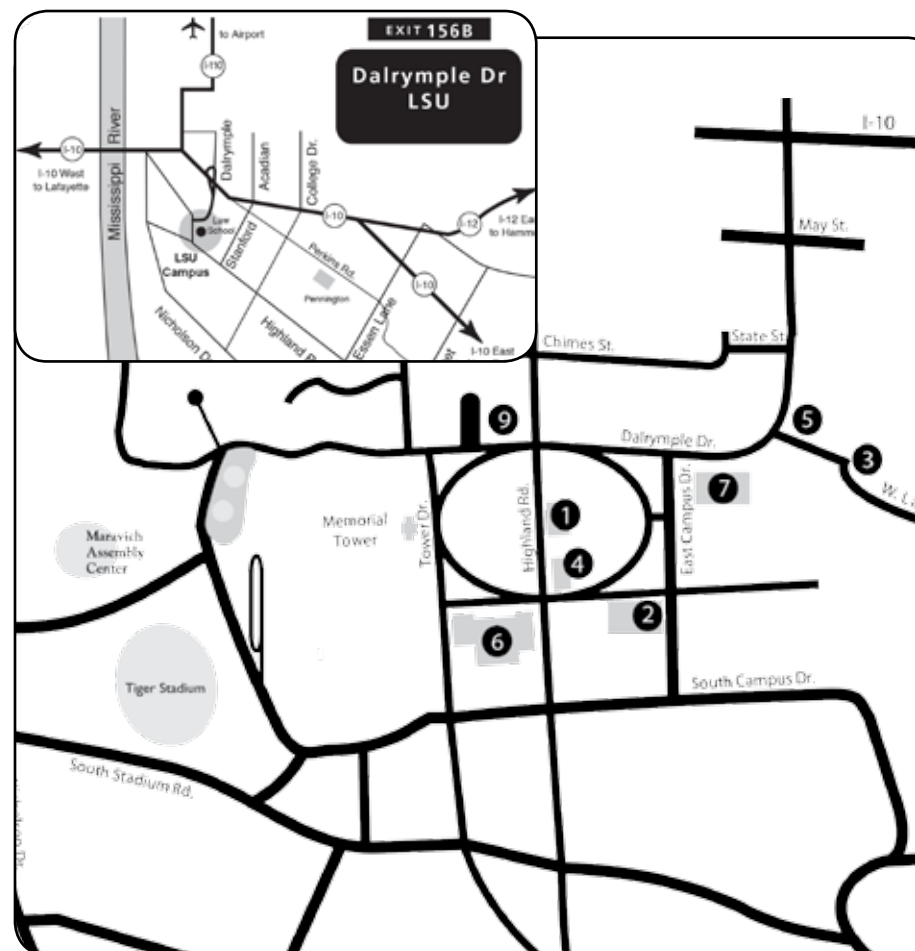 EXIT 156B
Dalrymple Dr
LSU
to Airport
I-110
Mississippi River
I-10
I-10 West
to Lafayette
Dalrymple
Acadian
College Dr.
I-10
I-12
to
Law
School
LSU
Campus
Stanford
Perkins Rd.
Pennington
I-10
Essen Lane
Nicholson
Highland
I-10 East
I-10
May St.
State St.
Chimes St.
9
Dalrymple Dr.
5
3
7
East Campus Dr.
Memorial
Tower
Tower Dr.
Highland Rd.
1
4
Maravich
Assembly
Center
2
6
Tiger Stadium
South Campus Dr.
South Stadium Rd.